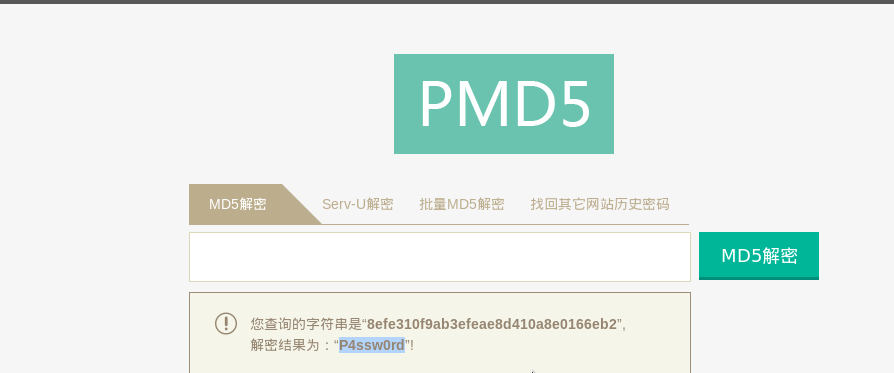 PMD5
MD5解密 Serv-U解密 批量MD5解密 找回其它网站历史密码
MD5解密
您查询的字符串是“8efe310f9ab3efeae8d410a8e0166eb2”,
解密结果为：“P4ssw0rd”!